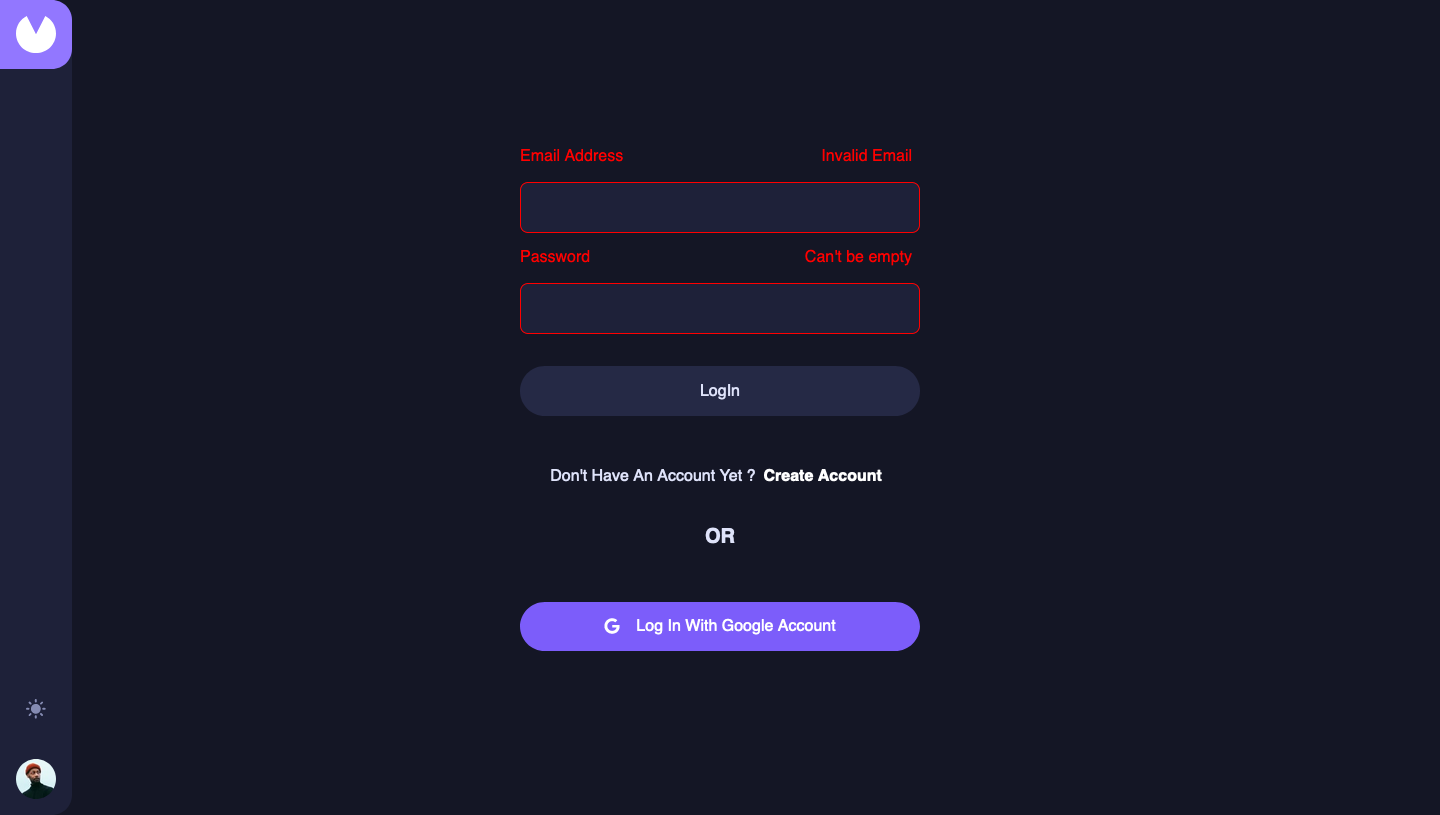 Email Address Invalid Email
Password Can't be empty
LogIn
Don't Have An Account Yet ? Create Account
OR
Log In With Google Account